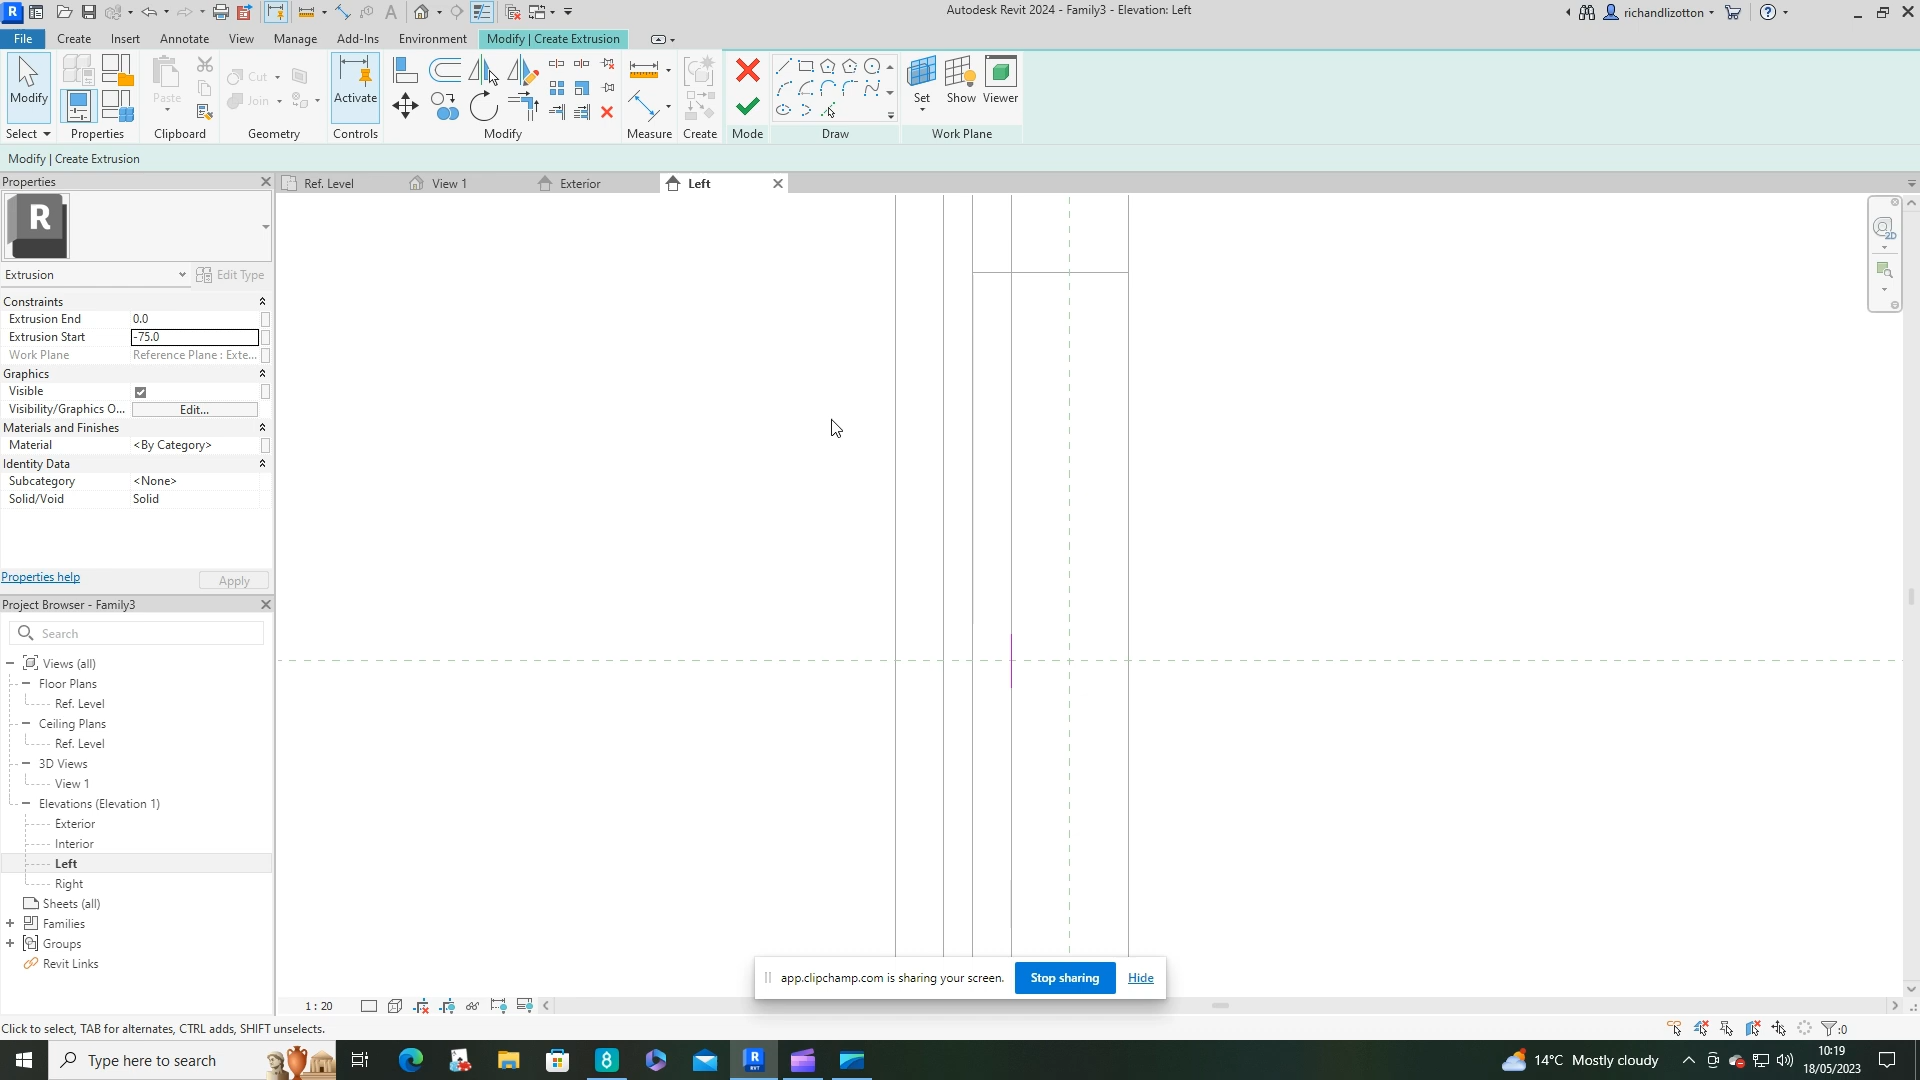 Autodesk Revit 2024 - Family3 - Elevation: Left
richandlizotton
File
Create
Insert
Annotate
View
Manage
Add-Ins
Environment
Modify | Create Extrusion
Modify
Paste
Cut
Join
Activate
Set
Show
Viewer
Select
Properties
Clipboard
Geometry
Controls
Modify
Measure
Create
Mode
Draw
Work Plane
Modify | Create Extrusion
Properties
Ref. Level
View 1
Exterior
Left
R
Extrusion
Edit Type
Constraints
Extrusion End 0.0
Extrusion Start -75.0
Work Plane Reference Plane : Exte...
Graphics
Visible
Visibility/Graphics O... Edit...
Materials and Finishes
Material <By Category>
Identity Data
Subcategory <None>
Solid/Void Solid
Properties help
Apply
Project Browser - Family3
Search
Views (all)
Floor Plans
Ref. Level
Ceiling Plans
Ref. Level
3D Views
View 1
Elevations (Elevation 1)
Exterior
Interior
Left
Right
Sheets (all)
Families
Groups
Revit Links
app.clipchamp.com is sharing your screen.
Stop sharing
Hide
1 : 20
Click to select, TAB for alternates, CTRL adds, SHIFT unselects.
:0
Type here to search
14°C Mostly cloudy
10:19
18/05/2023